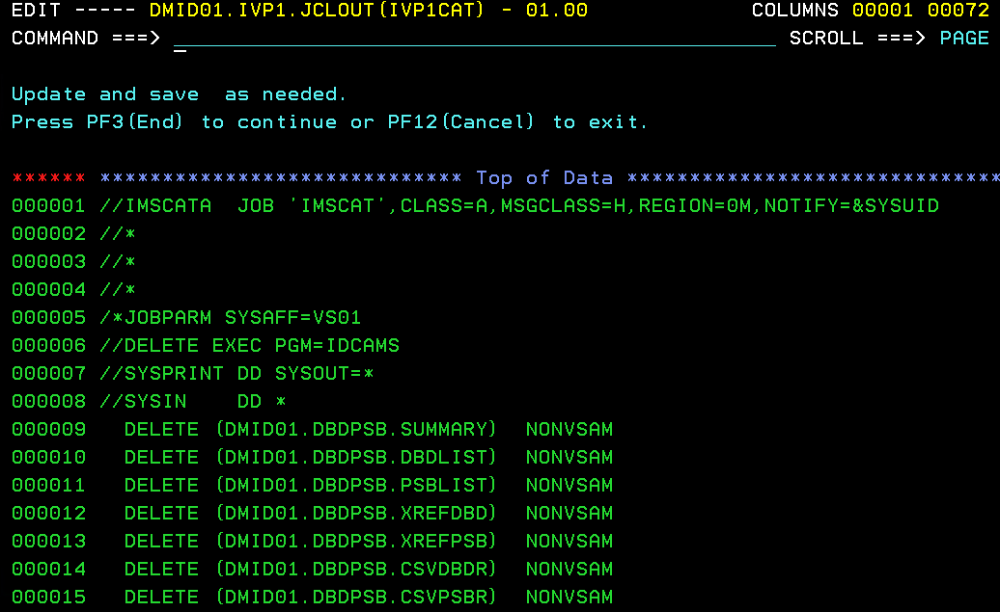 EDIT ----- DMID01.IVP1.JCLOUT(IVP1CAT) - 01.00 COLUMNS 00001 00072
COMMAND ===> _ SCROLL ===> PAGE
Update and save  as needed.
Press PF3(End) to continue or PF12(Cancel) to exit.
****** ***************************** Top of Data ******************************
000001 //IMSCATA  JOB 'IMSCAT',CLASS=A,MSGCLASS=H,REGION=0M,NOTIFY=&SYSUID
000002 //*
000003 //*
000004 //*
000005 /*JOBPARM SYSAFF=VS01
000006 //DELETE EXEC PGM=IDCAMS
000007 //SYSPRINT DD SYSOUT=*
000008 //SYSIN    DD *
000009   DELETE (DMID01.DBDPSB.SUMMARY)  NONVSAM
000010   DELETE (DMID01.DBDPSB.DBDLIST)  NONVSAM
000011   DELETE (DMID01.DBDPSB.PSBLIST)  NONVSAM
000012   DELETE (DMID01.DBDPSB.XREFDBD)  NONVSAM
000013   DELETE (DMID01.DBDPSB.XREFPSB)  NONVSAM
000014   DELETE (DMID01.DBDPSB.CSVDBDR)  NONVSAM
000015   DELETE (DMID01.DBDPSB.CSVPSBR)  NONVSAM